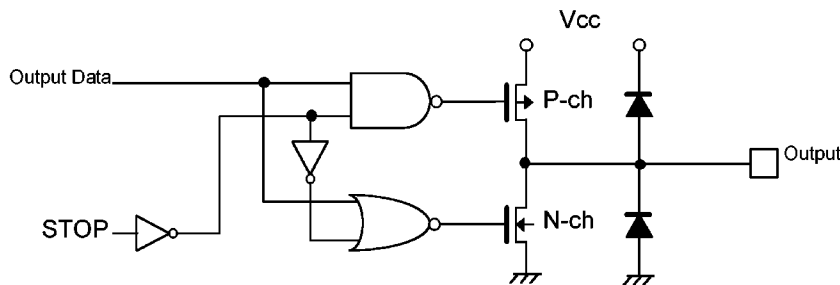 Vcc
Output Data
P-ch
Output
STOP
N-ch